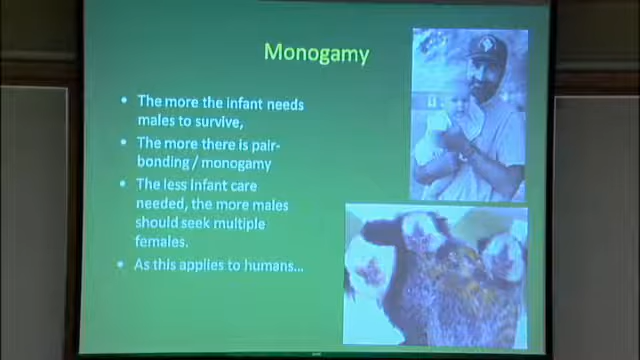 Monogamy
• The more the infant needs
males to survive,
• The more there is pair-
bonding / monogamy
• The less infant care
needed, the more males
should seek multiple
females.
• As this applies to humans...